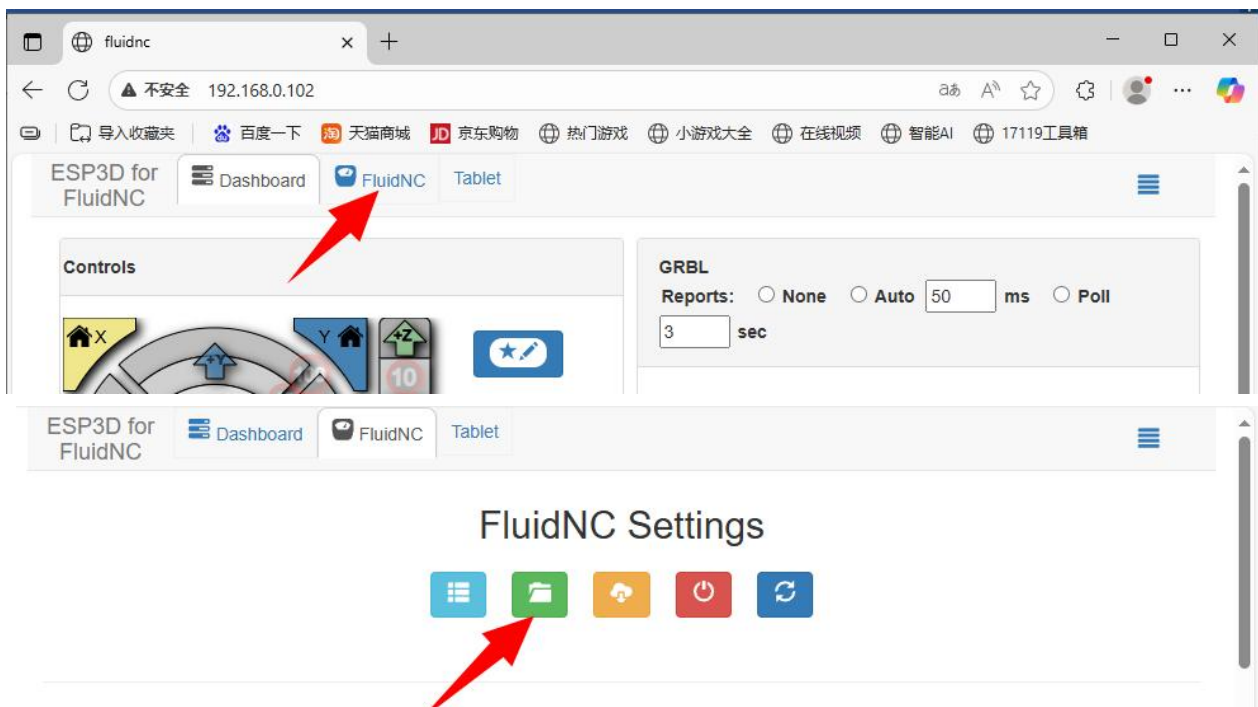 fluidnc
不安全 192.168.0.102
导入收藏夹 百度一下 天猫商城 JD 京东购物 热门游戏 小游戏大全 在线视频 智能AI 17119工具箱
ESP3D for FluidNC Dashboard FluidNC Tablet
Controls
GRBL
Reports: None Auto 50 ms Poll
3 sec
X
Y
+Z
+Y
10
ESP3D for FluidNC Dashboard FluidNC Tablet
FluidNC Settings